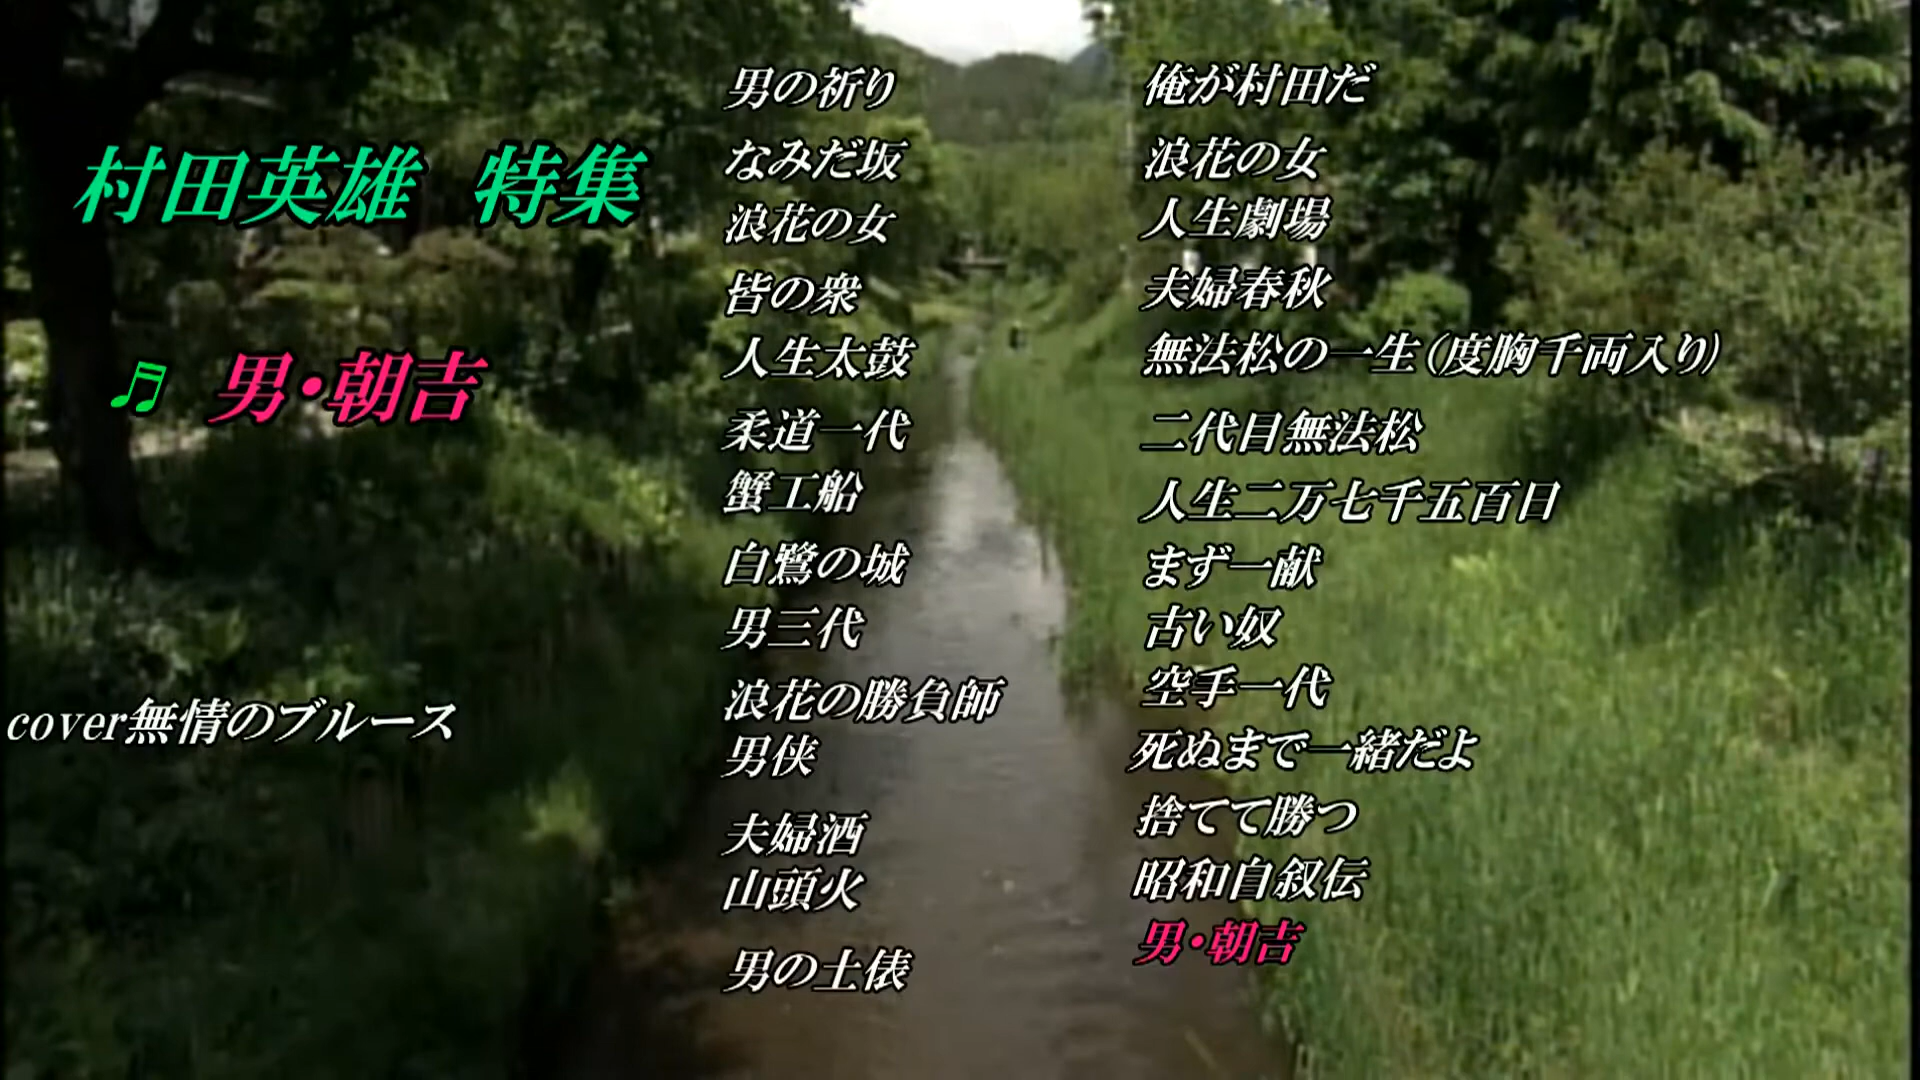 村田英雄 特集
♬ 男・朝吉
cover無情のブルース
男の祈り
なみだ坂
浪花の女
皆の衆
人生太鼓
柔道一代
蟹工船
白鷺の城
男三代
浪花の勝負師
男侠
夫婦酒
山頭火
男の土俵
俺が村田だ
浪花の女
人生劇場
夫婦春秋
無法松の一生(度胸千両入り)
二代目無法松
人生二万七千五百日
まず一献
古い奴
空手一代
死ぬまで一緒だよ
捨てて勝つ
昭和自叙伝
男・朝吉